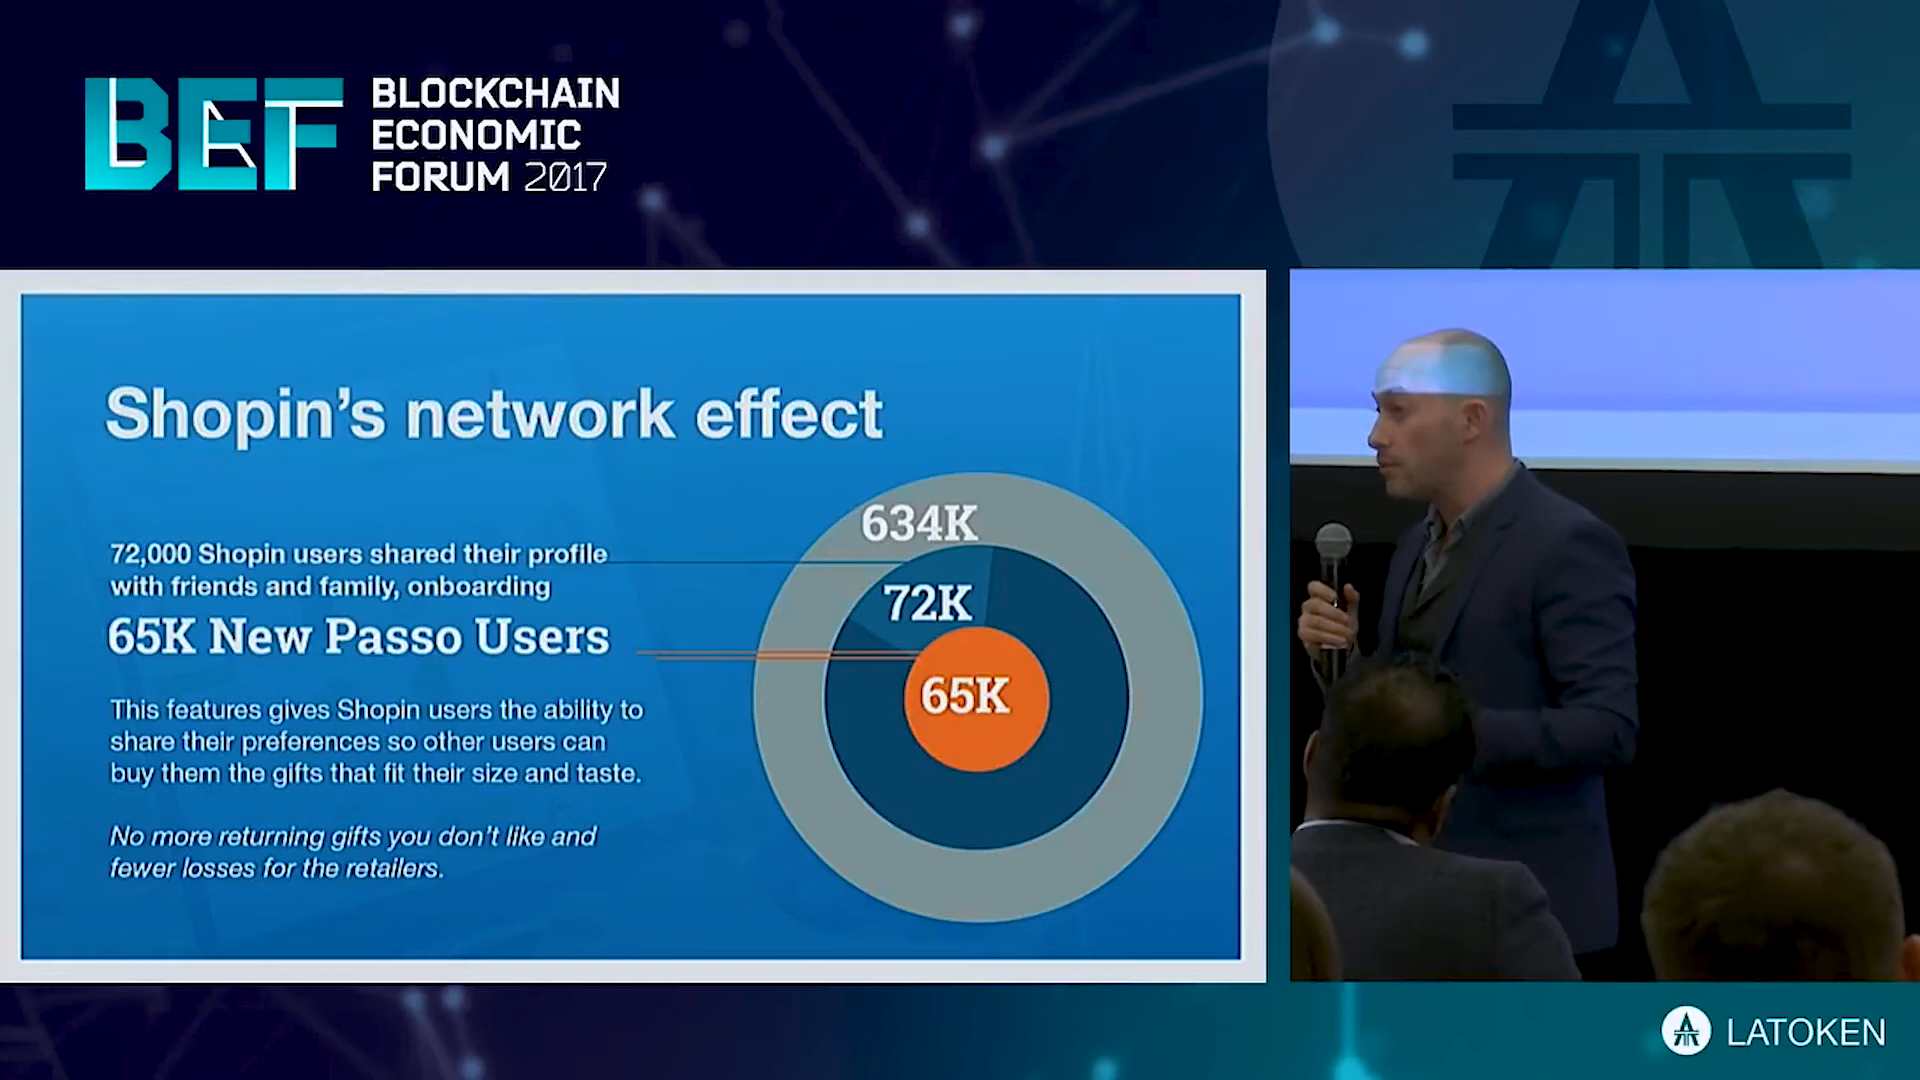 BEF
LAT
BLOCKCHAIN
ECONOMIC
FORUM 2017
Shopin's network effect
72,000 Shopin users shared their profile
with friends and family, onboarding
65K New Passo Users
This features gives Shopin users the ability to
share their preferences so other users can
buy them the gifts that fit their size and taste.
No more returning gifts you don't like and
fewer losses for the retailers.
634K
72K
65K
LATOKEN